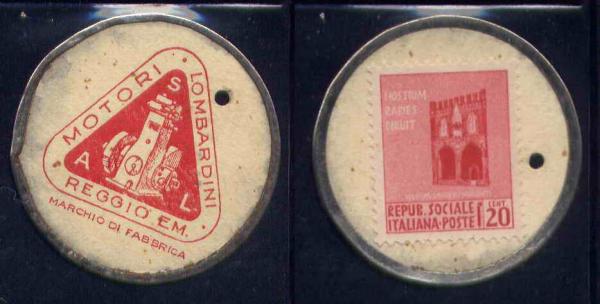 MOTORI
LOMBARDINI
REGGIO EM.
S
A
L
MARCHIO DI FABBRICA
HOSTIUM
RABIES
DIRUIT
REPUB. SOCIALE
ITALIANA·POSTE
CENT.
20